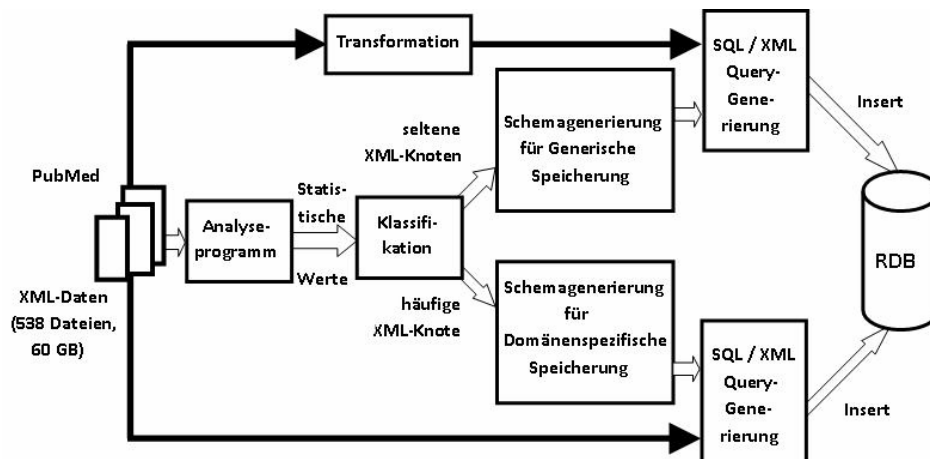 Transformation
SQL / XML
Query-
Gene-
rierung
Insert
seltene
XML-Knoten
Schemagenerierung
für Generische
Speicherung
PubMed
Statis-
tische
Werte
Analyse-
programm
Klassifi-
kation
RDB
XML-Daten
(538 Dateien,
60 GB)
häufige
XML-Knote
Schemagenerierung
für
Domänenspezifische
Speicherung
SQL / XML
Query-
Gene-
rierung
Insert